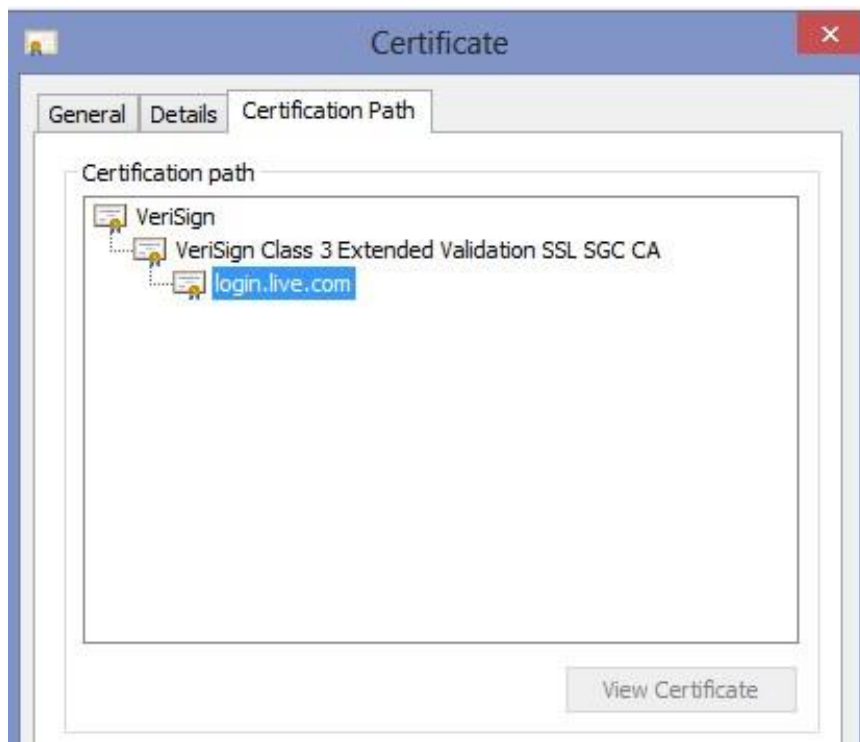 Certificate
General Details Certification Path
Certification path
VeriSign
VeriSign Class 3 Extended Validation SSL SGC CA
login.live.com
View Certificate